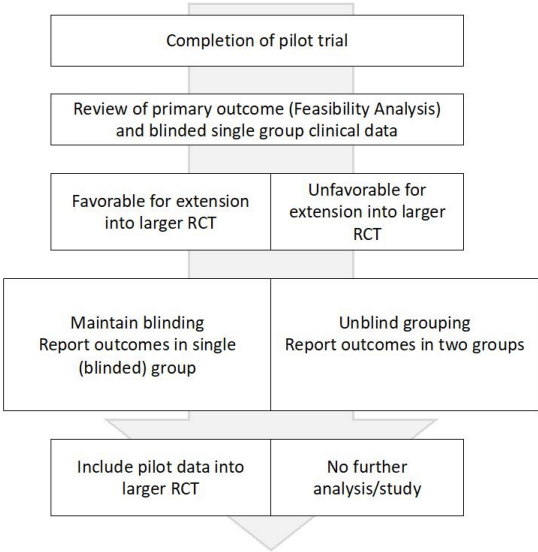 Completion of pilot trial
Review of primary outcome (Feasibility Analysis)
and blinded single group clinical data
Favorable for extension
into larger RCT
Unfavorable for
extension into larger
RCT
Maintain blinding
Report outcomes in single
(blinded) group
Unblind grouping
Report outcomes in two groups
Include pilot data into
larger RCT
No further
analysis/study